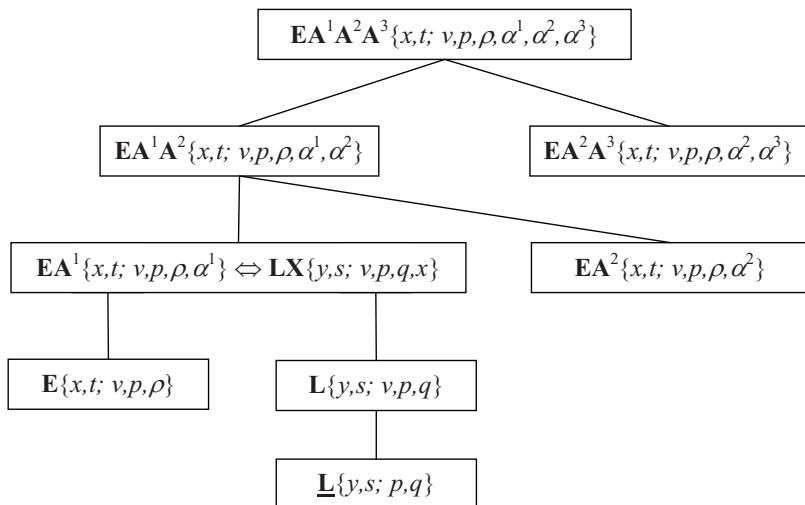 EA¹A²A³{x,t; v,p,ρ,α¹,α²,α³}
EA¹A²{x,t; v,p,ρ,α¹,α²}
EA²A³{x,t; v,p,ρ,α²,α³}
EA¹{x,t; v,p,ρ,α¹} ⇔ LX{y,s; v,p,q,x}
EA²{x,t; v,p,ρ,α²}
E{x,t; v,p,ρ}
L{y,s; v,p,q}
L{y,s; p,q}